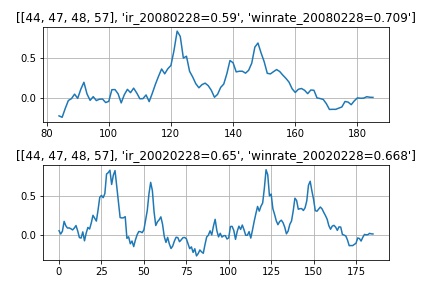 [[44, 47, 48, 57], 'ir_20080228=0.59', 'winrate_20080228=0.709']
0.5
0.0
80 100 120 140 160 180
[[44, 47, 48, 57], 'ir_20020228=0.65', 'winrate_20020228=0.668']
0.5
0.0
0 25 50 75 100 125 150 175